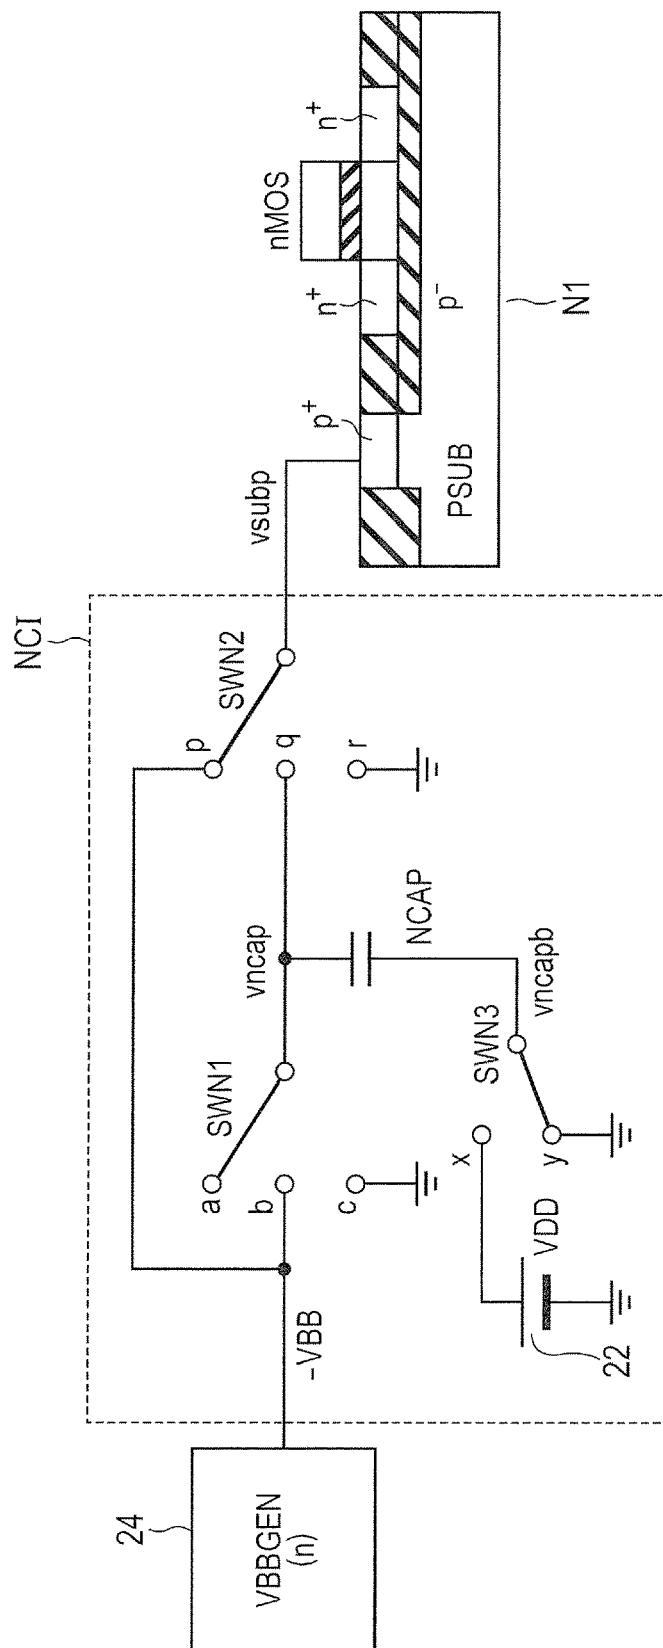 24
VBBGEN
(n)
-VBB
NCI
a
b
c
SWN1
vncap
NCAP
vncapb
SWN3
x
y
VDD
22
p
q
r
SWN2
vsubp
nMOS
p+
n+
n+
PSUB
p-
N1